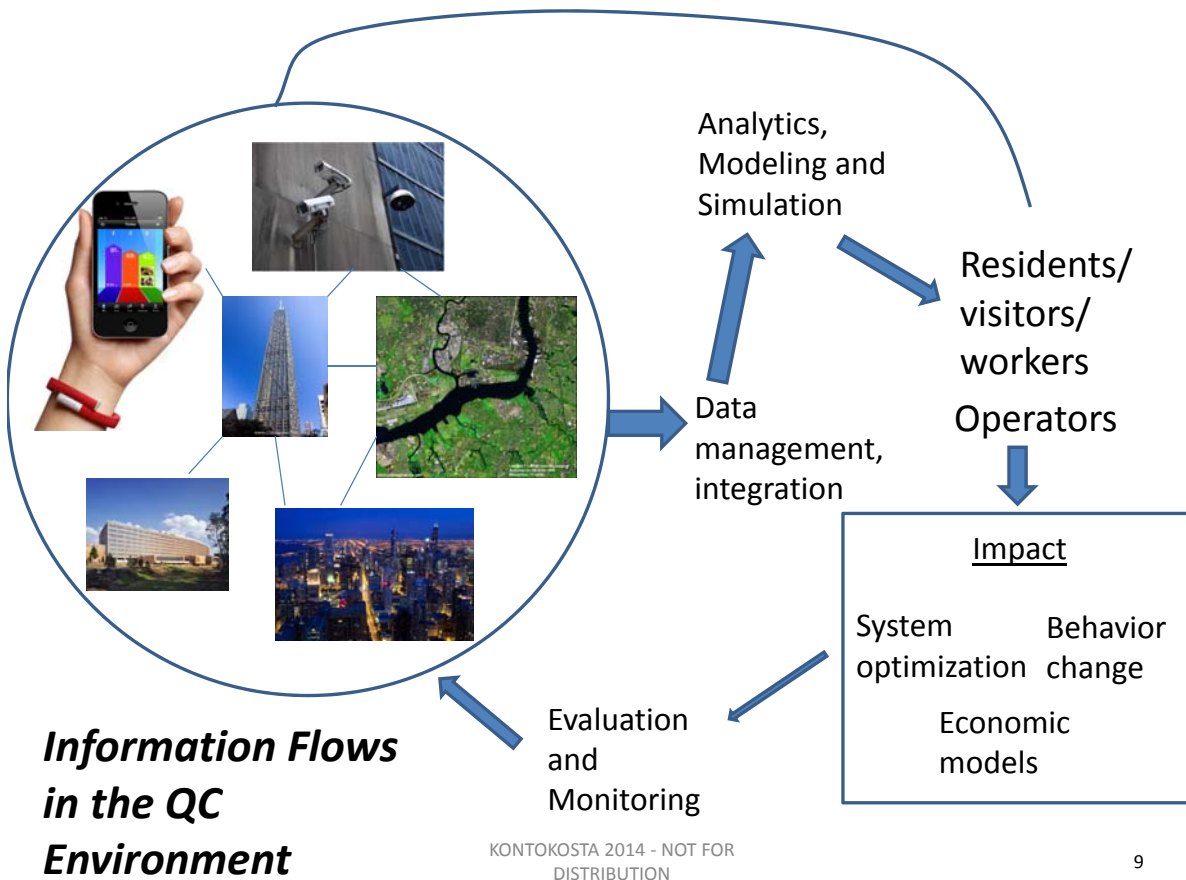 Analytics,
Modeling and
Simulation
Residents/
visitors/
workers
Operators
Data
management,
integration
Impact
System
optimization
Behavior
change
Economic
models
Evaluation
and
Monitoring
Information Flows
in the QC
Environment
KONTOKOSTA 2014 - NOT FOR
DISTRIBUTION
9